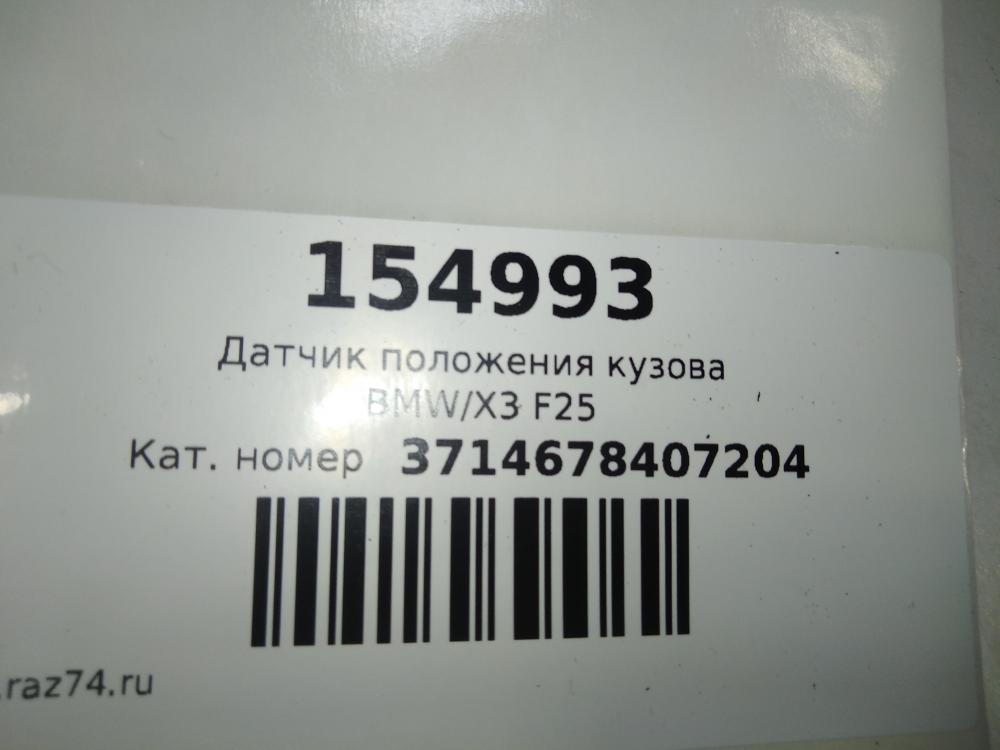 154993
Датчик положения кузова
BMW/X3 F25
Кат. номер 3714678407204
.raz74.ru